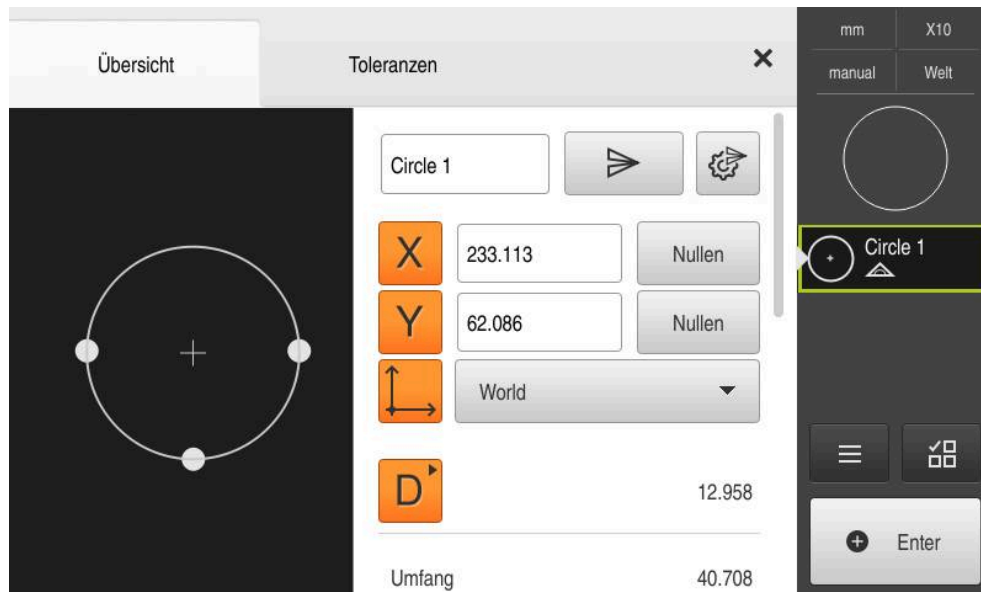 Übersicht
Toleranzen
Circle 1
X 233.113 Nullen
Y 62.086 Nullen
World
D 12.958
Umfang 40.708
mm X10
manual Welt
Circle 1
Enter